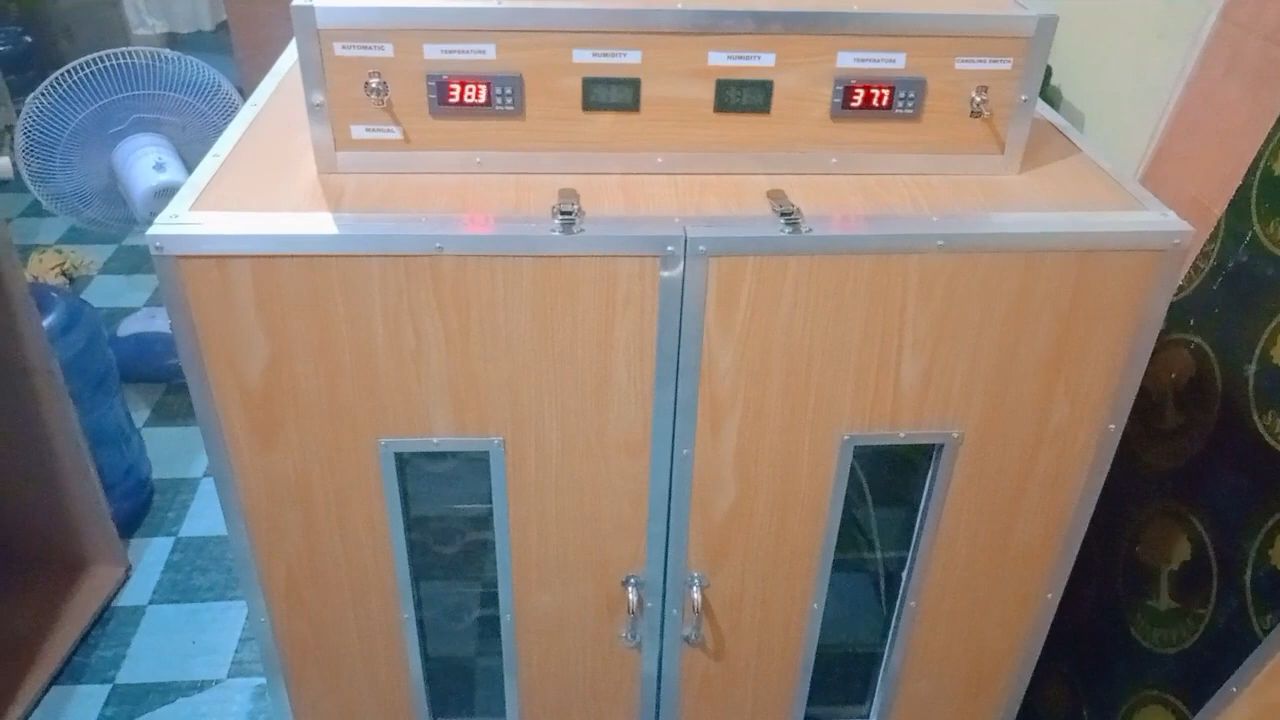 AUTOMATIC
TEMPERATURE
HUMIDITY
HUMIDITY
TEMPERATURE
CANDLING SWITCH
38.3
37.7
MANUAL